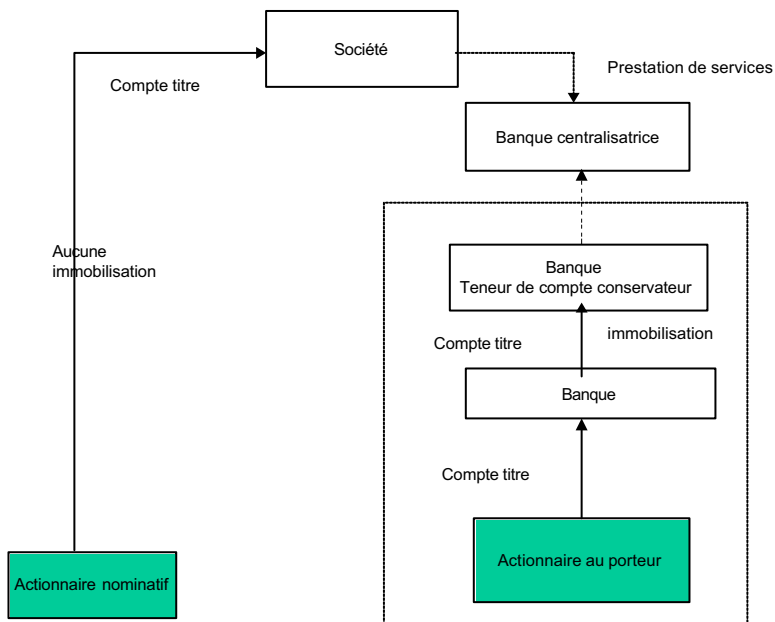 Société
Prestation de services
Compte titre
Banque centralisatrice
Aucune
immobilisation
Banque
Teneur de compte conservateur
immobilisation
Compte titre
Banque
Compte titre
Actionnaire au porteur
Actionnaire nominatif